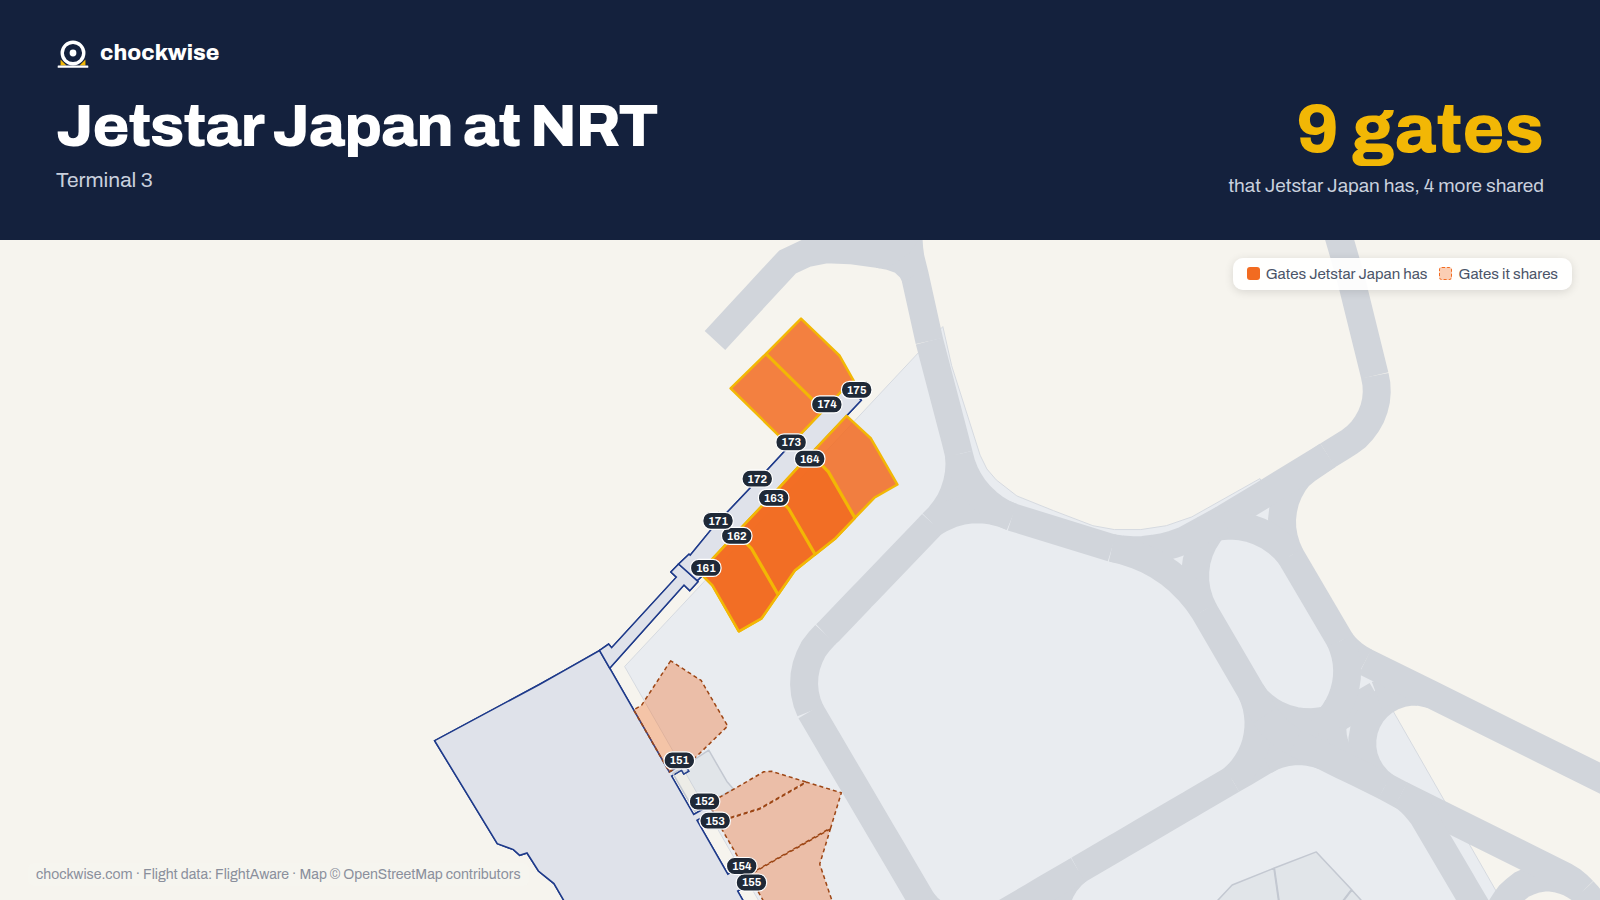 chockwise
Jetstar Japan at NRT
Terminal 3
9 gates
that Jetstar Japan has, 4 more shared
Gates Jetstar Japan has
Gates it shares
175
174
173
164
172
163
171
162
161
151
152
153
154
155
chockwise.com · Flight data: FlightAware · Map © OpenStreetMap contributors